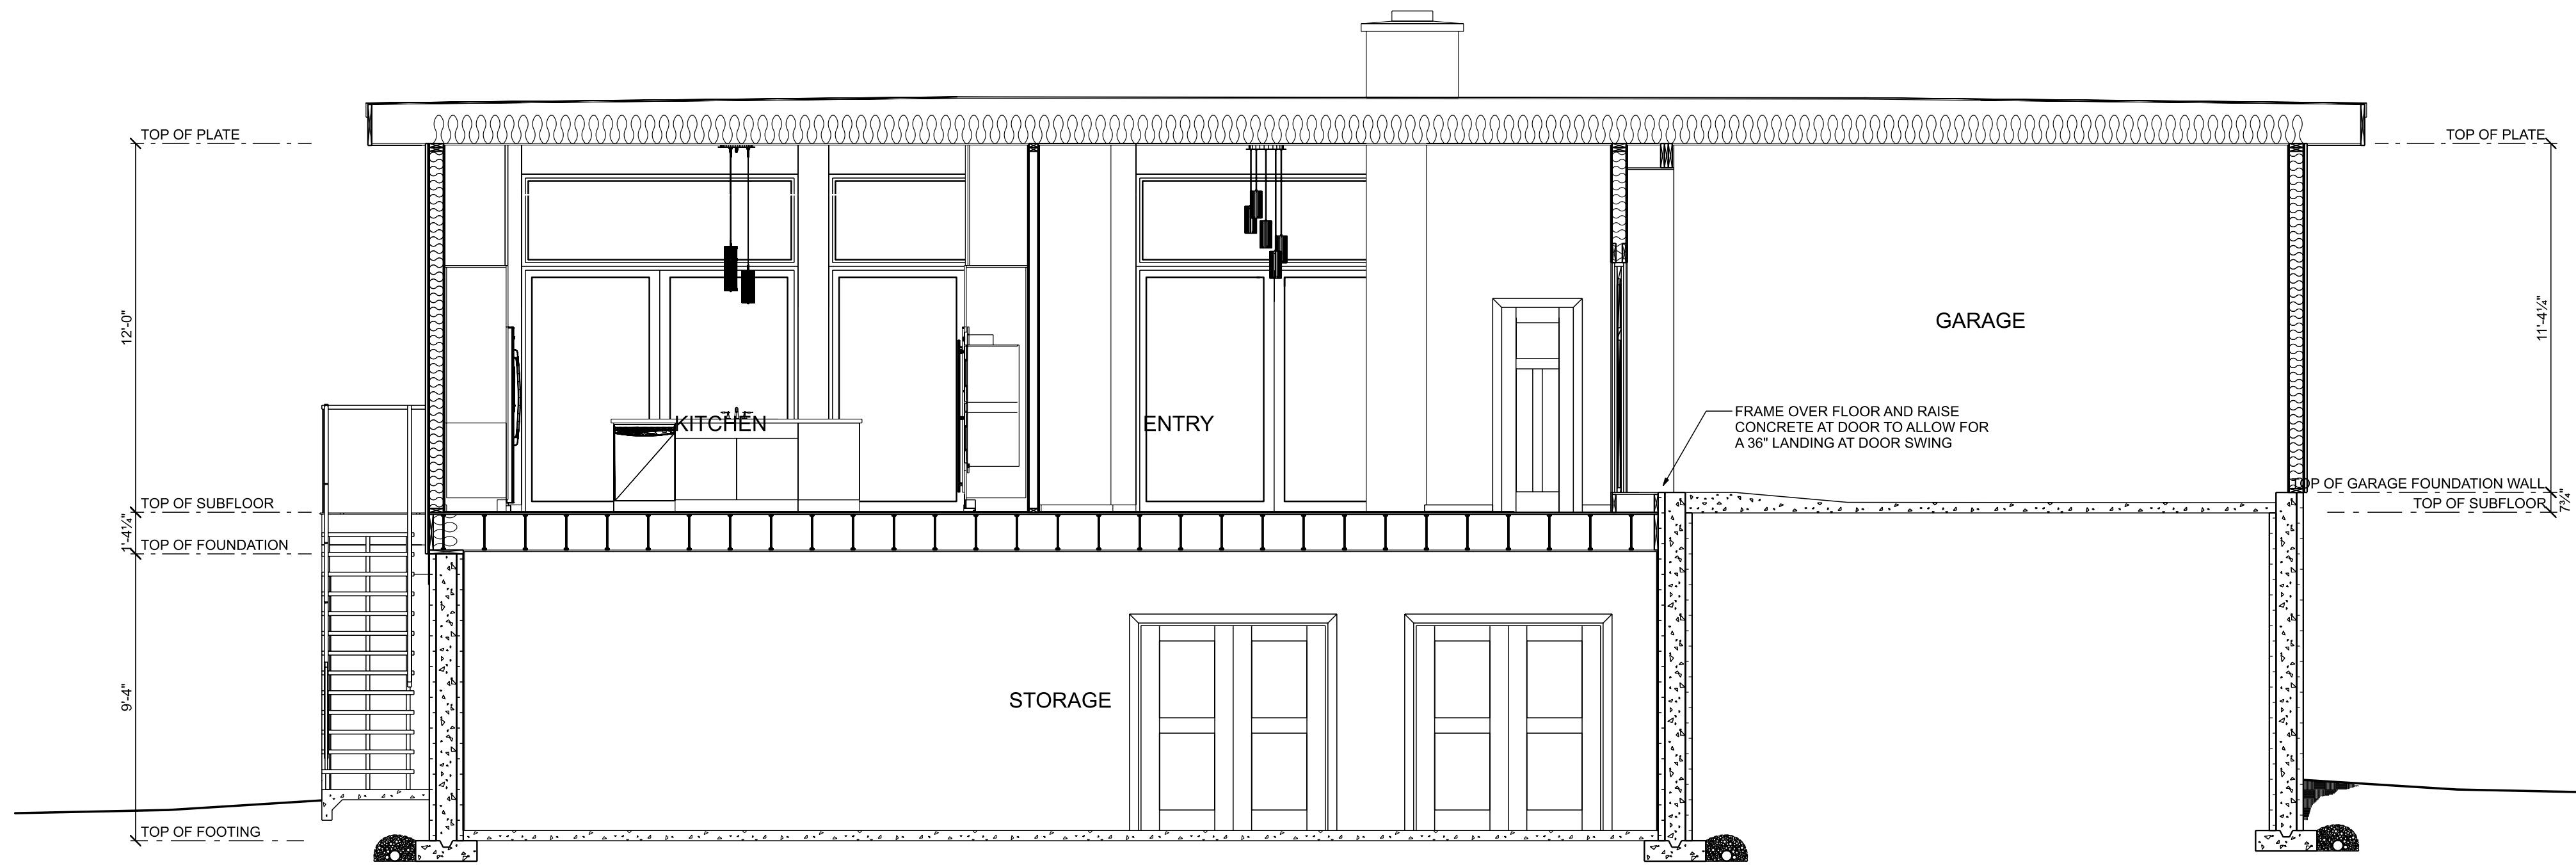 TOP OF PLATE
TOP OF PLATE
12'-0"
11'-4¼"
GARAGE
KITCHEN
ENTRY
FRAME OVER FLOOR AND RAISE
CONCRETE AT DOOR TO ALLOW FOR
A 36" LANDING AT DOOR SWING
TOP OF GARAGE FOUNDATION WALL
TOP OF SUBFLOOR
TOP OF SUBFLOOR
7¾"
1'-4¼"
TOP OF FOUNDATION
9'-4"
STORAGE
TOP OF FOOTING